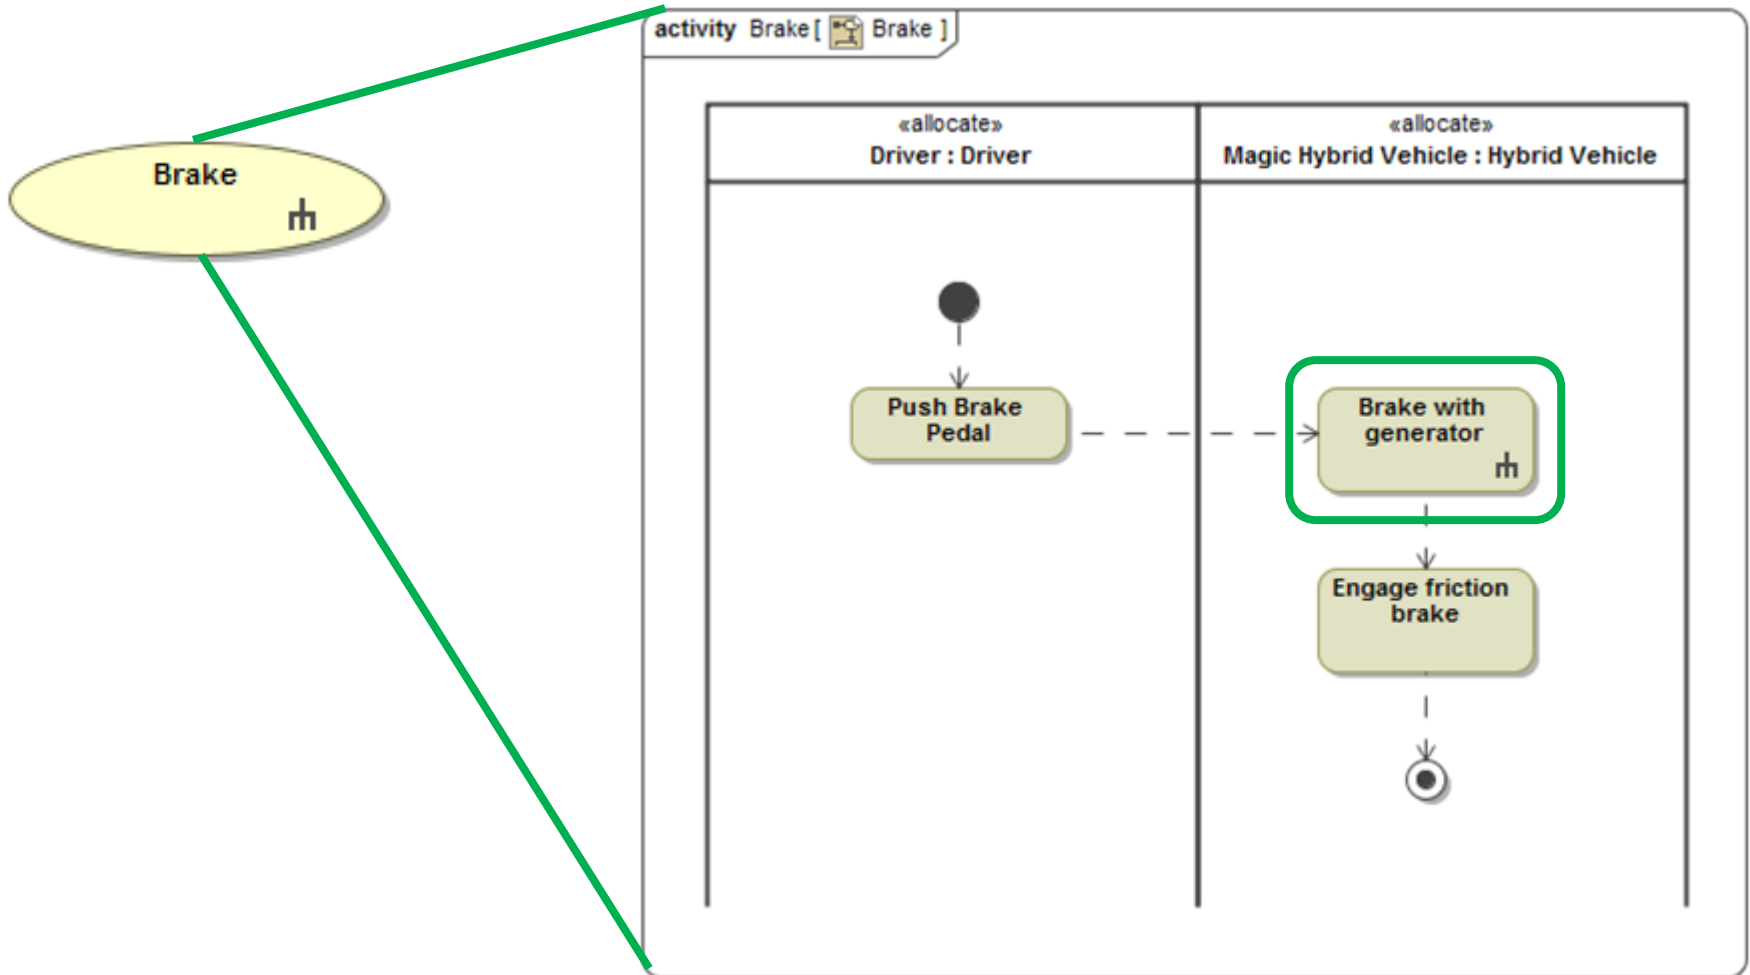 activity Brake [ Brake ]
Brake
«allocate»
Driver : Driver
«allocate»
Magic Hybrid Vehicle : Hybrid Vehicle
Push Brake
Pedal
Brake with
generator
Engage friction
brake